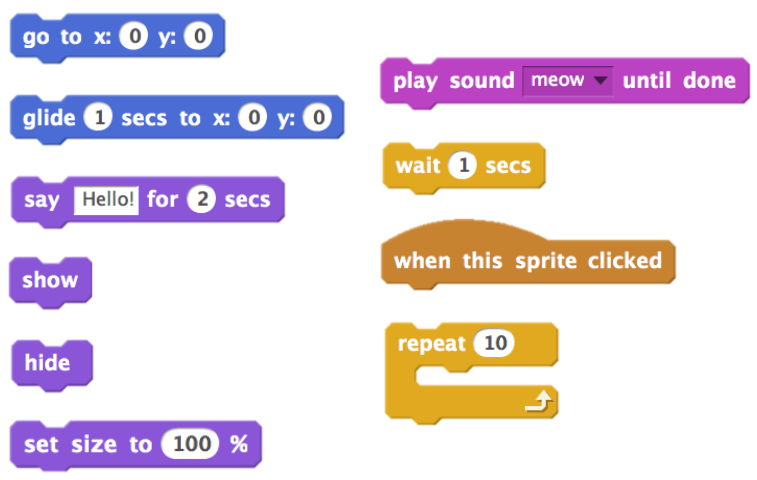 go to x: 0 y: 0
glide 1 secs to x: 0 y: 0
say Hello! for 2 secs
show
hide
set size to 100 %
play sound meow until done
wait 1 secs
when this sprite clicked
repeat 10